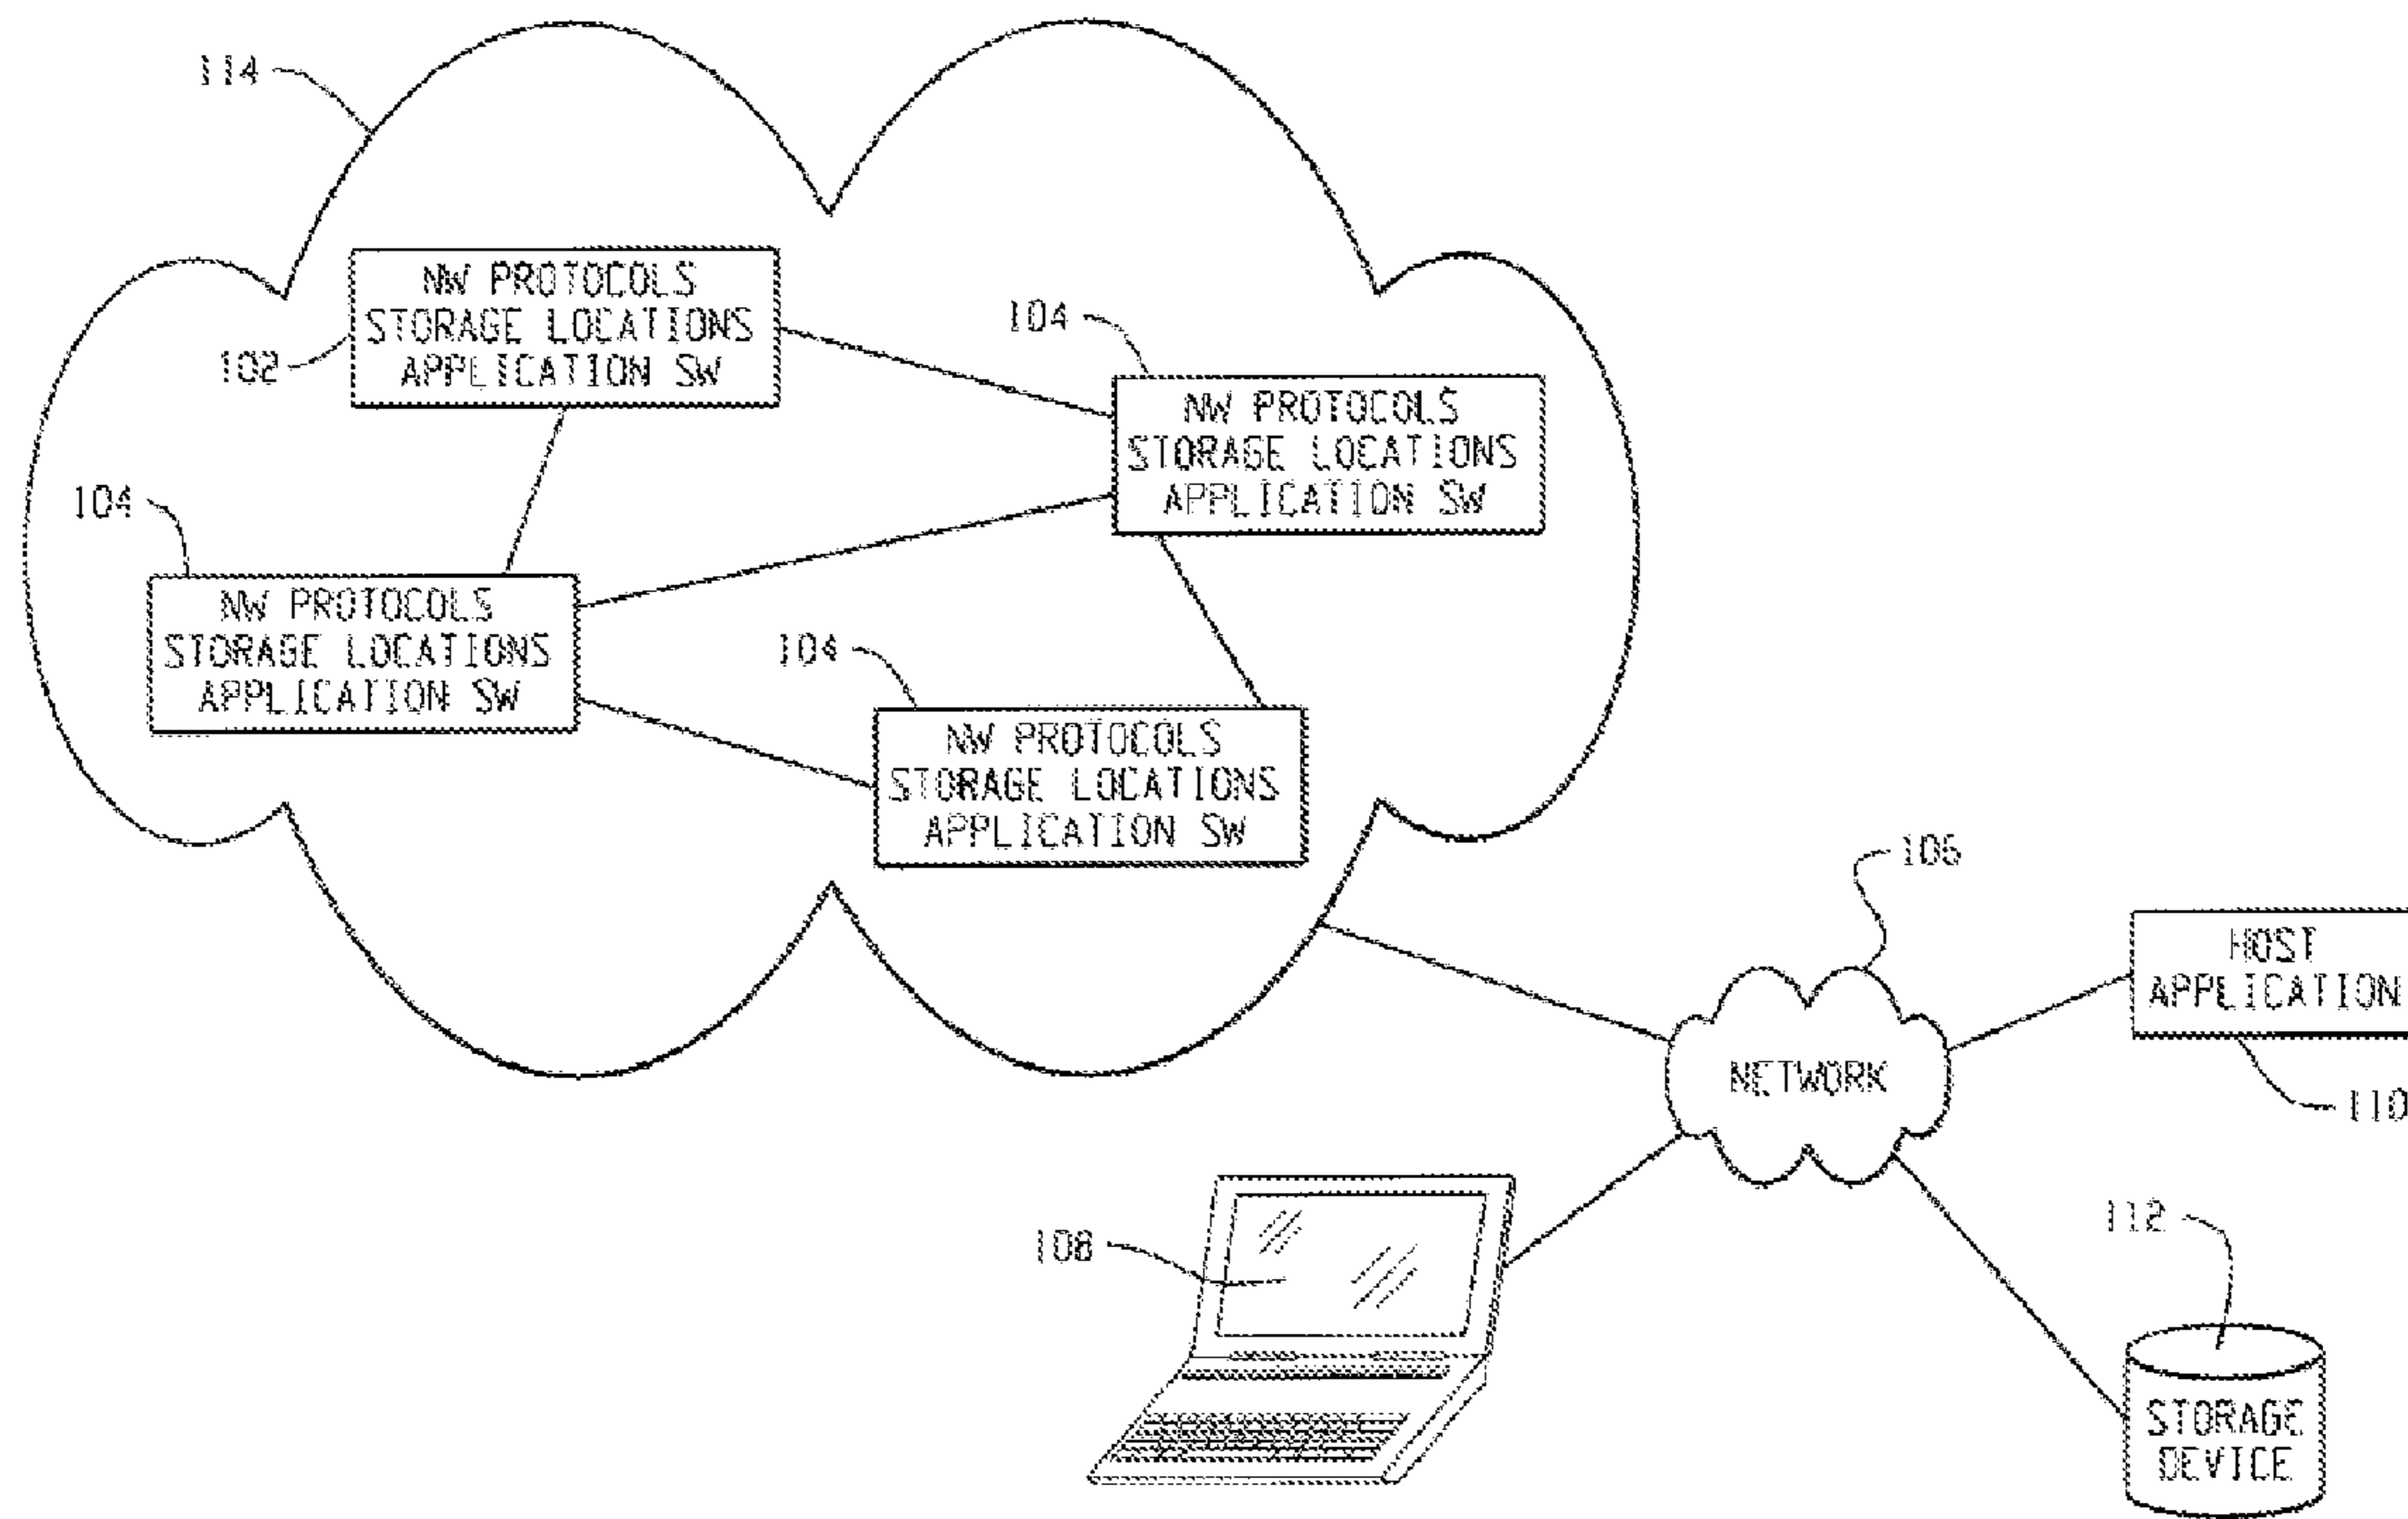 114
NW PROTOCOLS
STORAGE LOCATIONS
APPLICATION SW
102
104
NW PROTOCOLS
STORAGE LOCATIONS
APPLICATION SW
104
NW PROTOCOLS
STORAGE LOCATIONS
APPLICATION SW
104
NW PROTOCOLS
STORAGE LOCATIONS
APPLICATION SW
106
HOST
APPLICATION
110
NETWORK
108
112
STORAGE
DEVICE